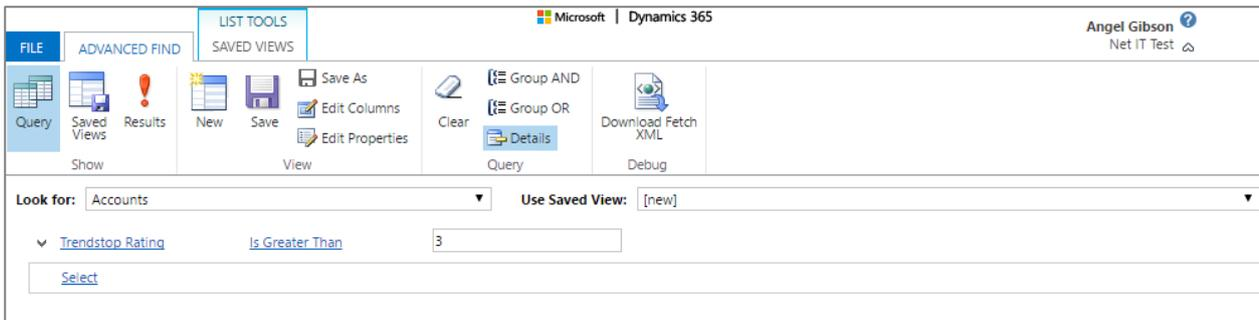 LIST TOOLS
Microsoft | Dynamics 365
Angel Gibson
Net IT Test
FILE
ADVANCED FIND
SAVED VIEWS
Query
Saved Views
Results
Show
New
Save
Save As
Edit Columns
Edit Properties
View
Clear
Group AND
Group OR
Details
Query
Download Fetch XML
Debug
Look for: Accounts
Use Saved View: [new]
Trendstop Rating Is Greater Than 3
Select